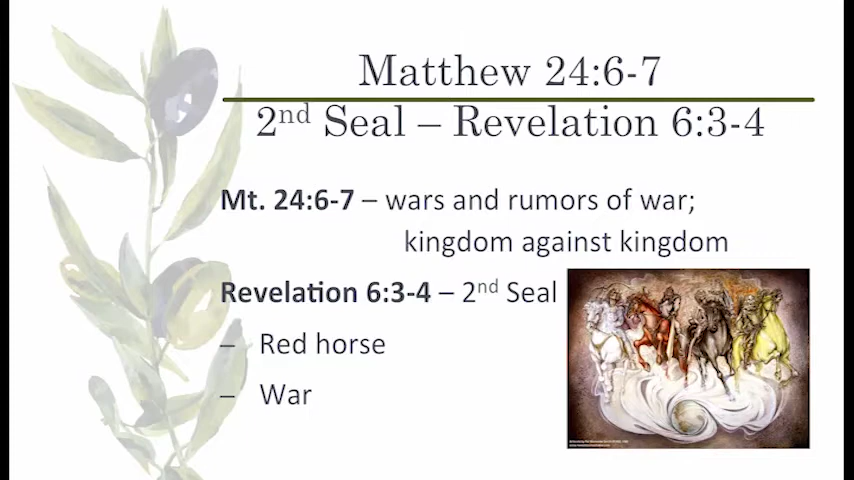 Matthew 24:6-7
2nd Seal – Revelation 6:3-4
Mt. 24:6-7 – wars and rumors of war;
kingdom against kingdom
Revelation 6:3-4 – 2nd Seal
– Red horse
– War